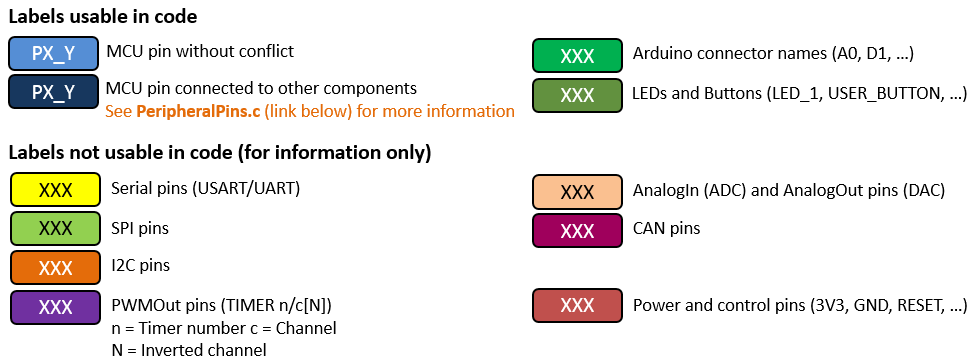 Labels usable in code
PX_Y MCU pin without conflict
PX_Y MCU pin connected to other components
See PeripheralPins.c (link below) for more information
XXX Arduino connector names (A0, D1, ...)
XXX LEDs and Buttons (LED_1, USER_BUTTON, ...)
Labels not usable in code (for information only)
XXX Serial pins (USART/UART)
XXX SPI pins
XXX I2C pins
XXX PWMOut pins (TIMER n/c[N])
n = Timer number c = Channel
N = Inverted channel
XXX AnalogIn (ADC) and AnalogOut pins (DAC)
XXX CAN pins
XXX Power and control pins (3V3, GND, RESET, ...)